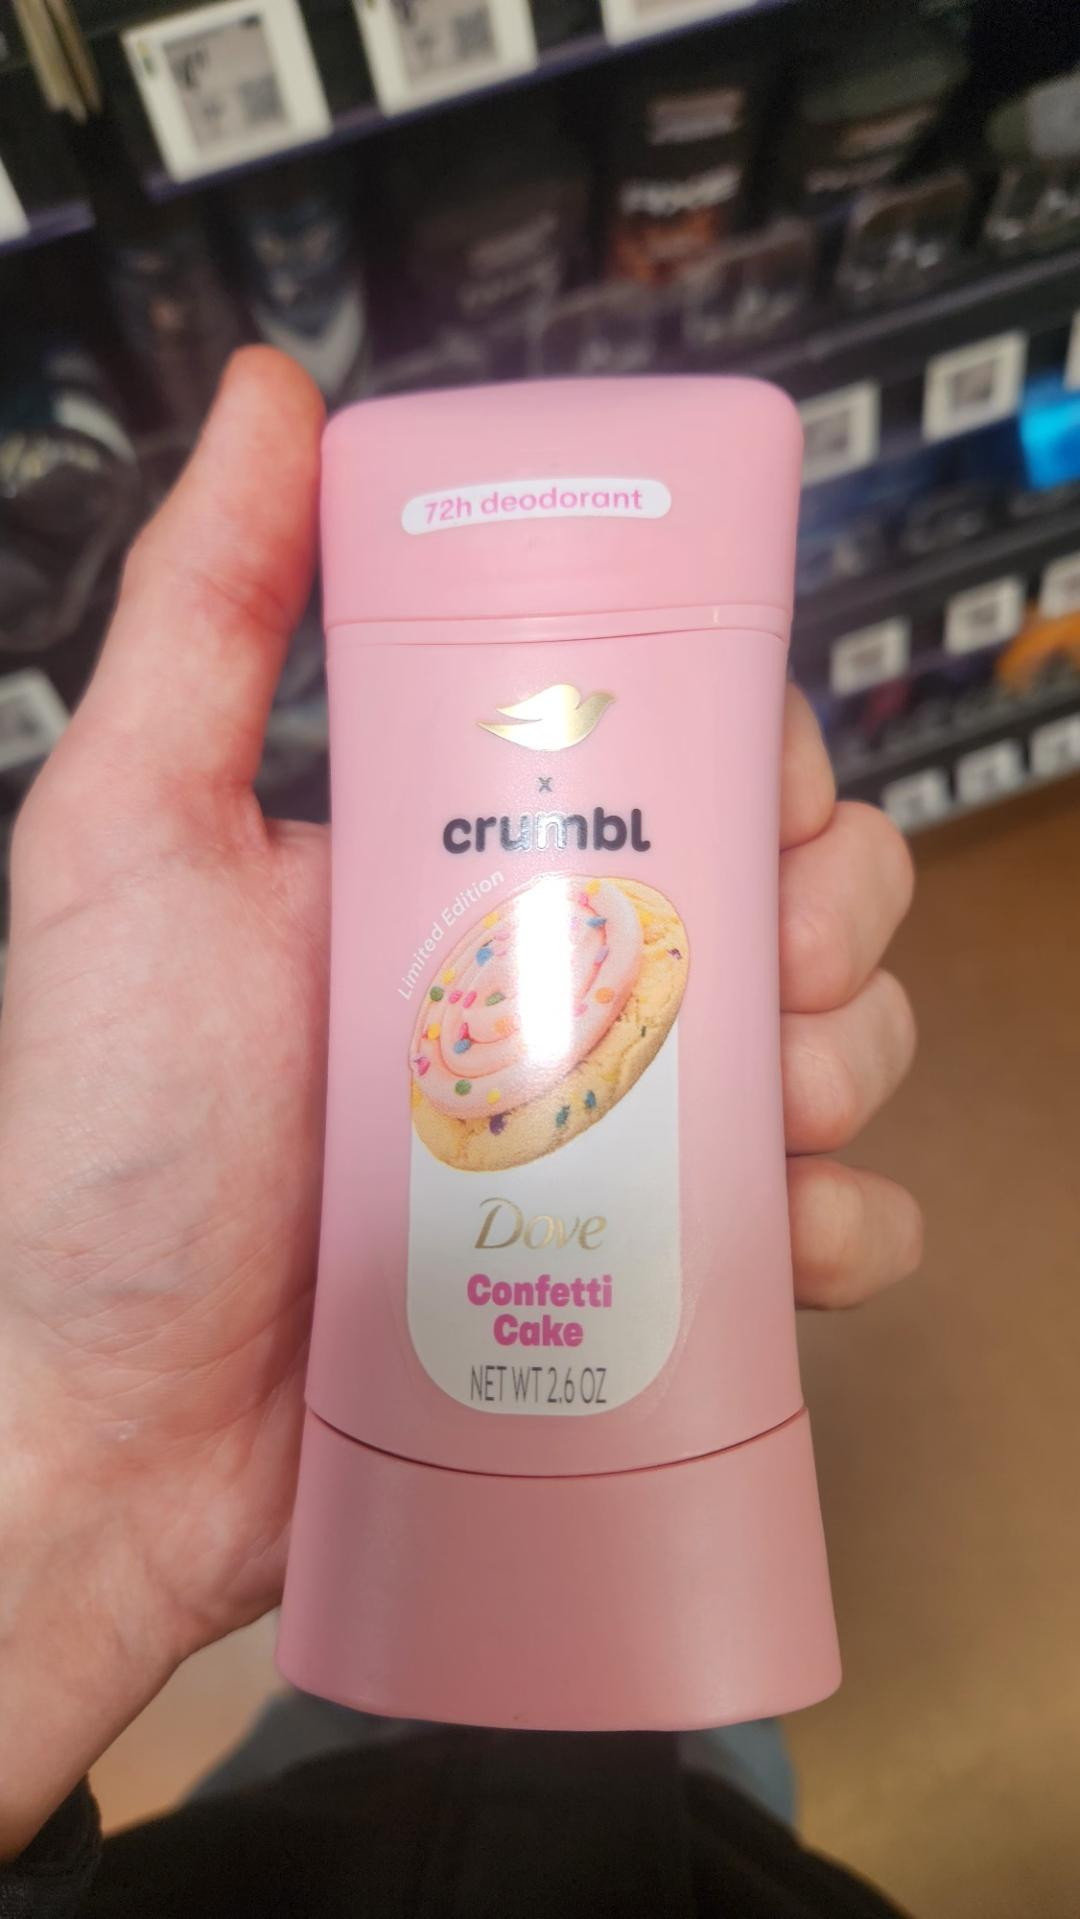 72h deodorant
x
crumbl
Limited Edition
Dove
Confetti
Cake
NET WT 2.6 OZ